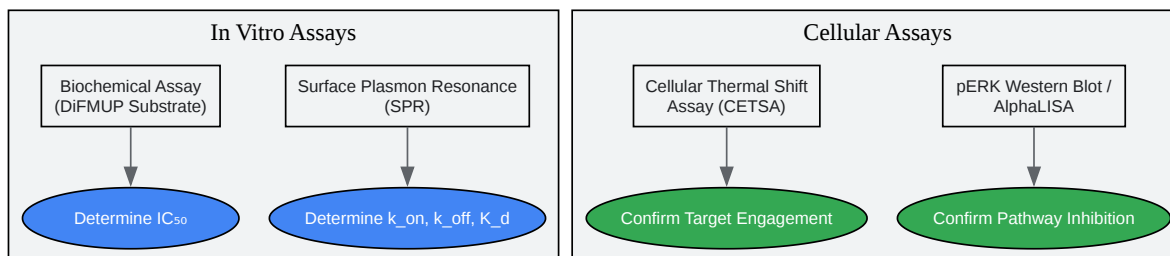 In Vitro Assays
Biochemical Assay
(DiFMUP Substrate)
Surface Plasmon Resonance
(SPR)
Determine IC₅₀
Determine k_on, k_off, K_d
Cellular Assays
Cellular Thermal Shift
Assay (CETSA)
pERK Western Blot /
AlphaLISA
Confirm Target Engagement
Confirm Pathway Inhibition